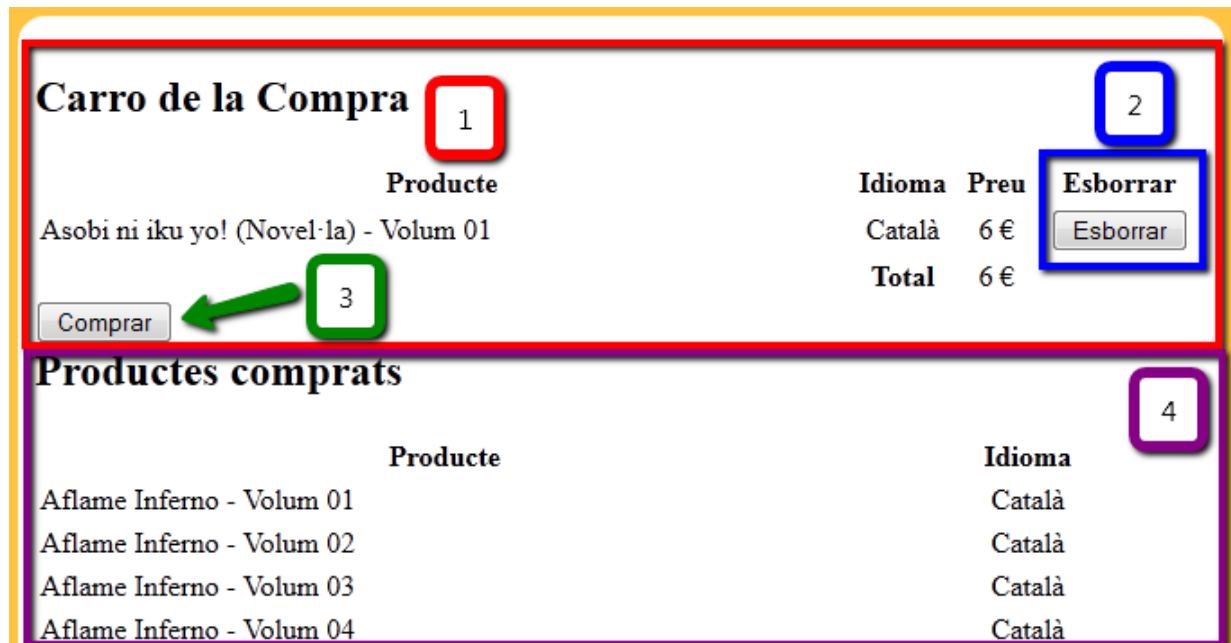 Carro de la Compra
1
2
Producte Idioma Preu Esborrar
Asobi ni iku yo! (Novel·la) - Volum 01 Català 6 € Esborrar
Total 6 €
3
Comprar
Productes comprats
4
Producte Idioma
Aflame Inferno - Volum 01 Català
Aflame Inferno - Volum 02 Català
Aflame Inferno - Volum 03 Català
Aflame Inferno - Volum 04 Català